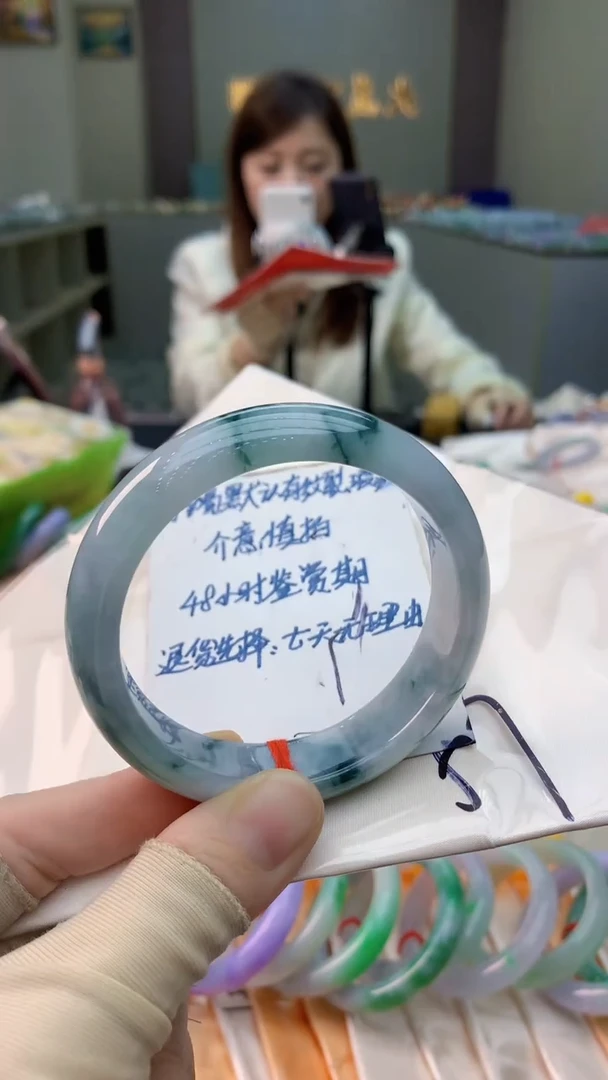 默认有纹裂
介意慎拍
48小时鉴赏期
退货选择:七天无理由
57